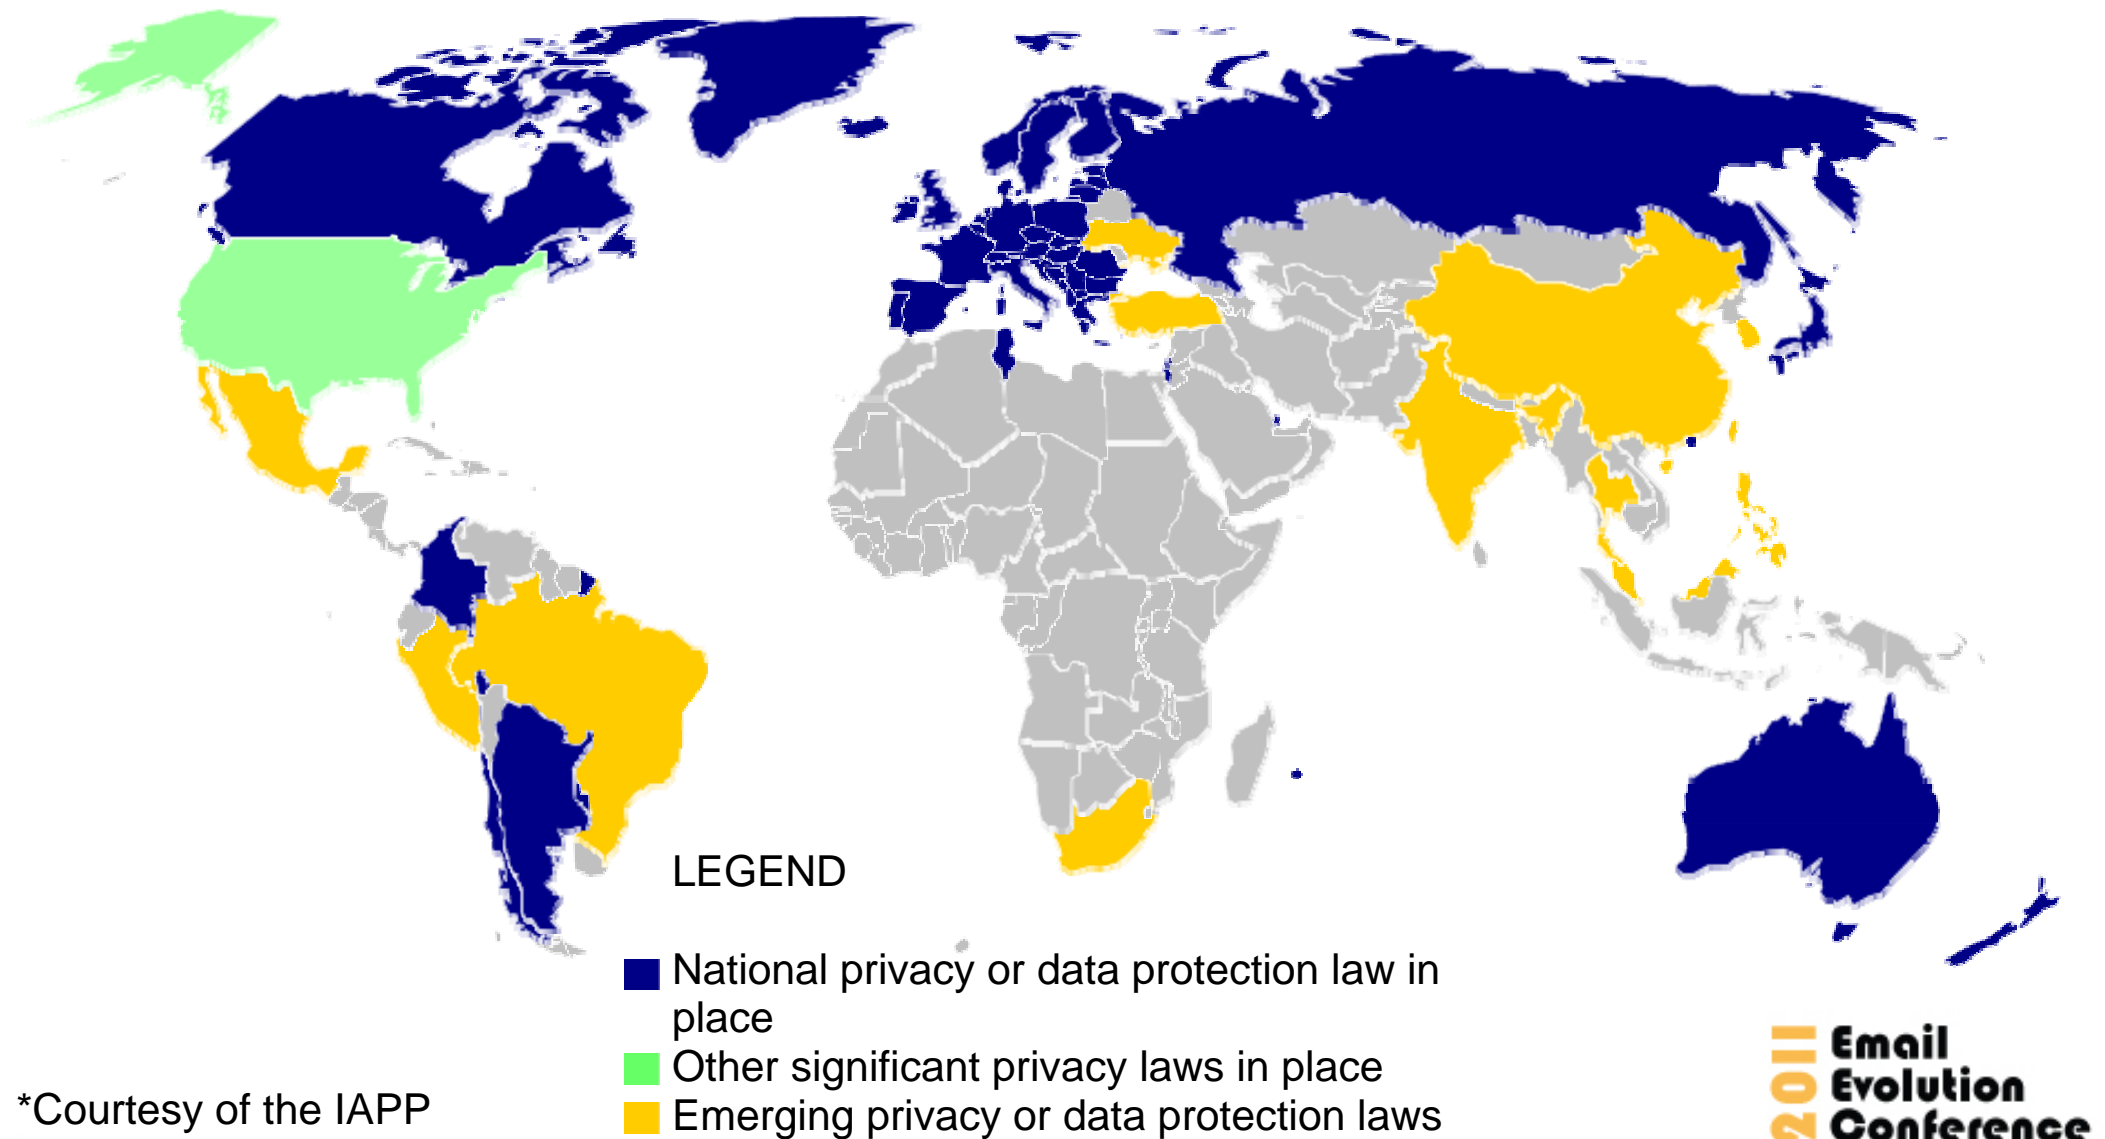 LEGEND
National privacy or data protection law in
place
Other significant privacy laws in place
Emerging privacy or data protection laws
*Courtesy of the IAPP
2011
Email
Evolution
Conference